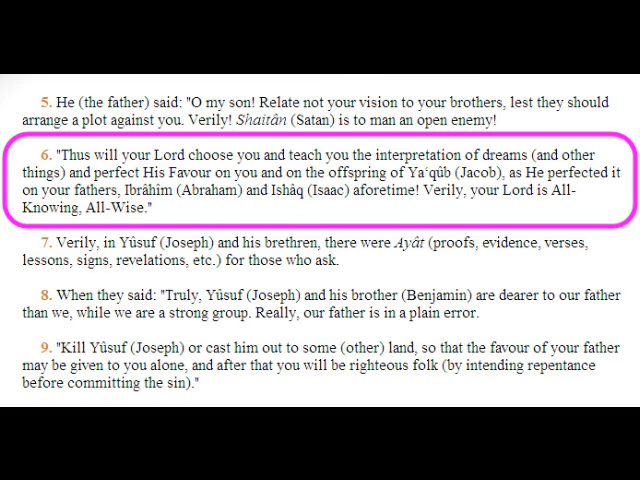 5. He (the father) said: "O my son! Relate not your vision to your brothers, lest they should
arrange a plot against you. Verily! Shaitân (Satan) is to man an open enemy!
6. "Thus will your Lord choose you and teach you the interpretation of dreams (and other
things) and perfect His Favour on you and on the offspring of Ya'qûb (Jacob), as He perfected it
on your fathers, Ibrâhîm (Abraham) and Ishâq (Isaac) aforetime! Verily, your Lord is All-
Knowing, All-Wise."
7. Verily, in Yûsuf (Joseph) and his brethren, there were Ayât (proofs, evidence, verses,
lessons, signs, revelations, etc.) for those who ask.
8. When they said: "Truly, Yûsuf (Joseph) and his brother (Benjamin) are dearer to our father
than we, while we are a strong group. Really, our father is in a plain error.
9. "Kill Yûsuf (Joseph) or cast him out to some (other) land, so that the favour of your father
may be given to you alone, and after that you will be righteous folk (by intending repentance
before committing the sin)."